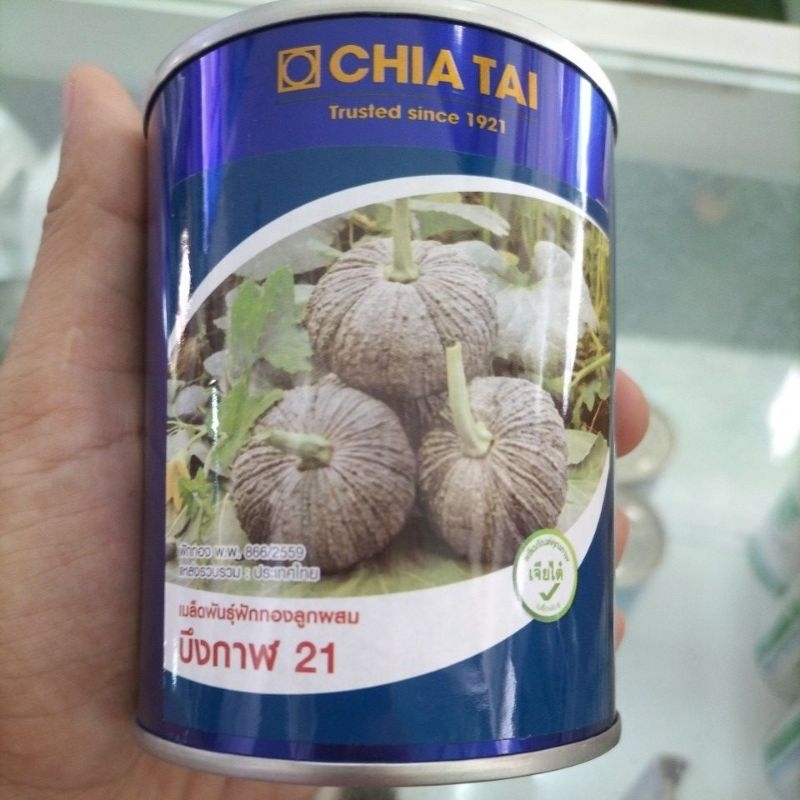 CHIA TAI
Trusted since 1921
ฟักทอง พ.พ. 866/2559
แหล่งรวบรวม : ประเทศไทย
เจียไต๋
เมล็ดพันธุ์ฟักทองลูกผสม
บึงกาฬ 21